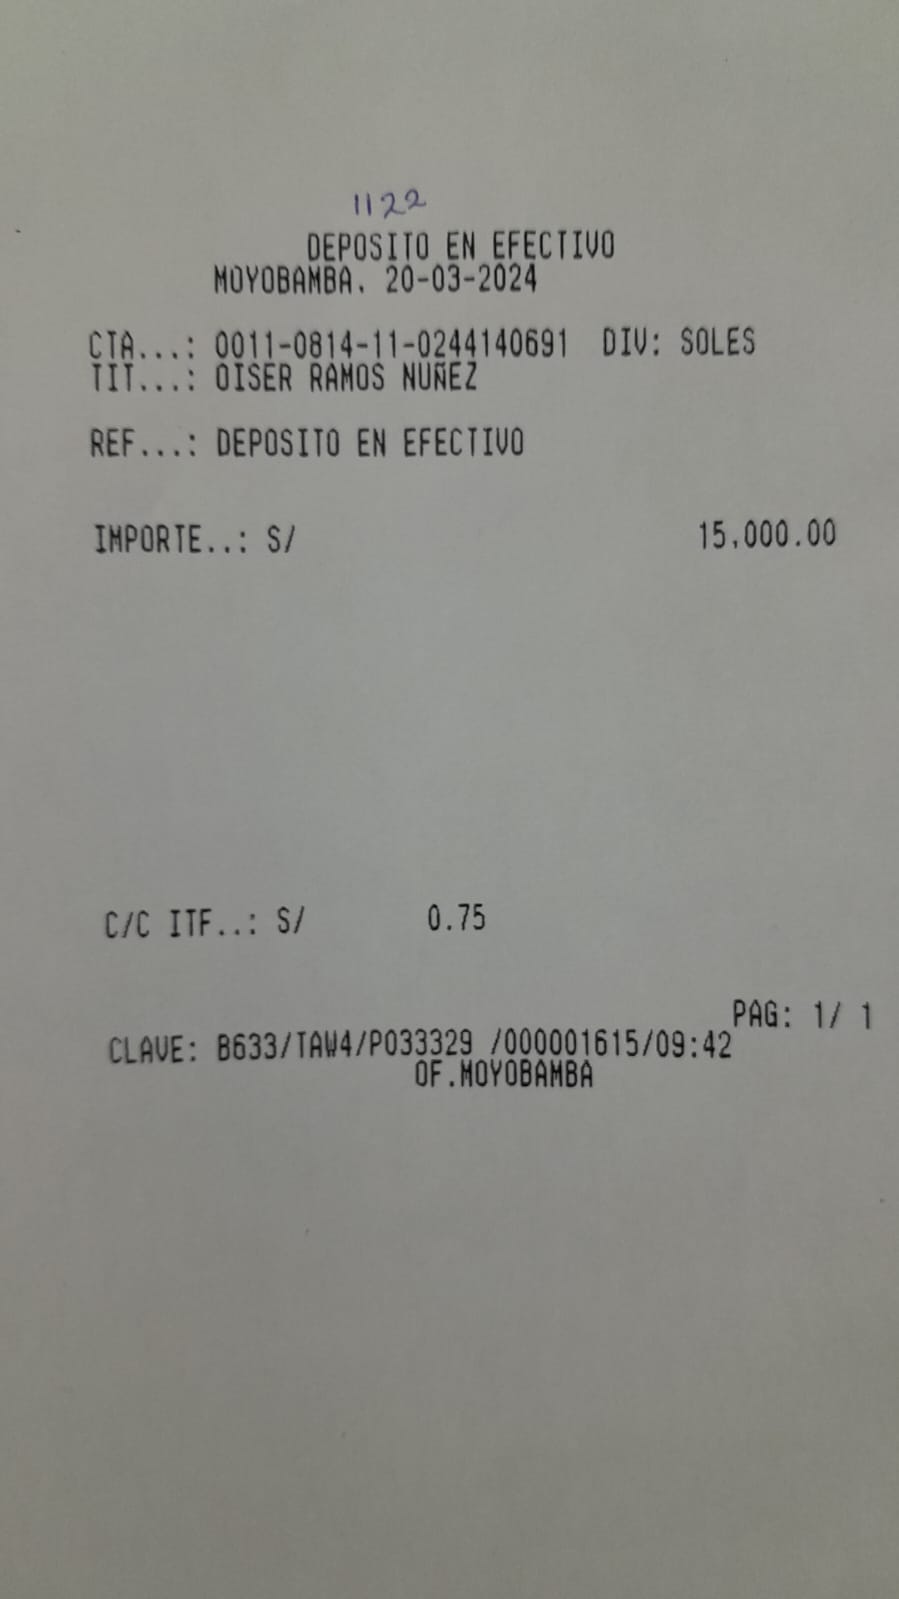 1122
DEPOSITO EN EFECTIVO
MOYOBAMBA. 20-03-2024
CTA...: 0011-0814-11-0244140691 DIV: SOLES
TIT...: OISER RAMOS NUÑEZ
REF...: DEPOSITO EN EFECTIVO
IMPORTE..: S/ 15,000.00
C/C ITF..: S/ 0.75
PAG: 1/ 1
CLAVE: B633/TAW4/P033329 /000001615/09:42
OF.MOYOBAMBA